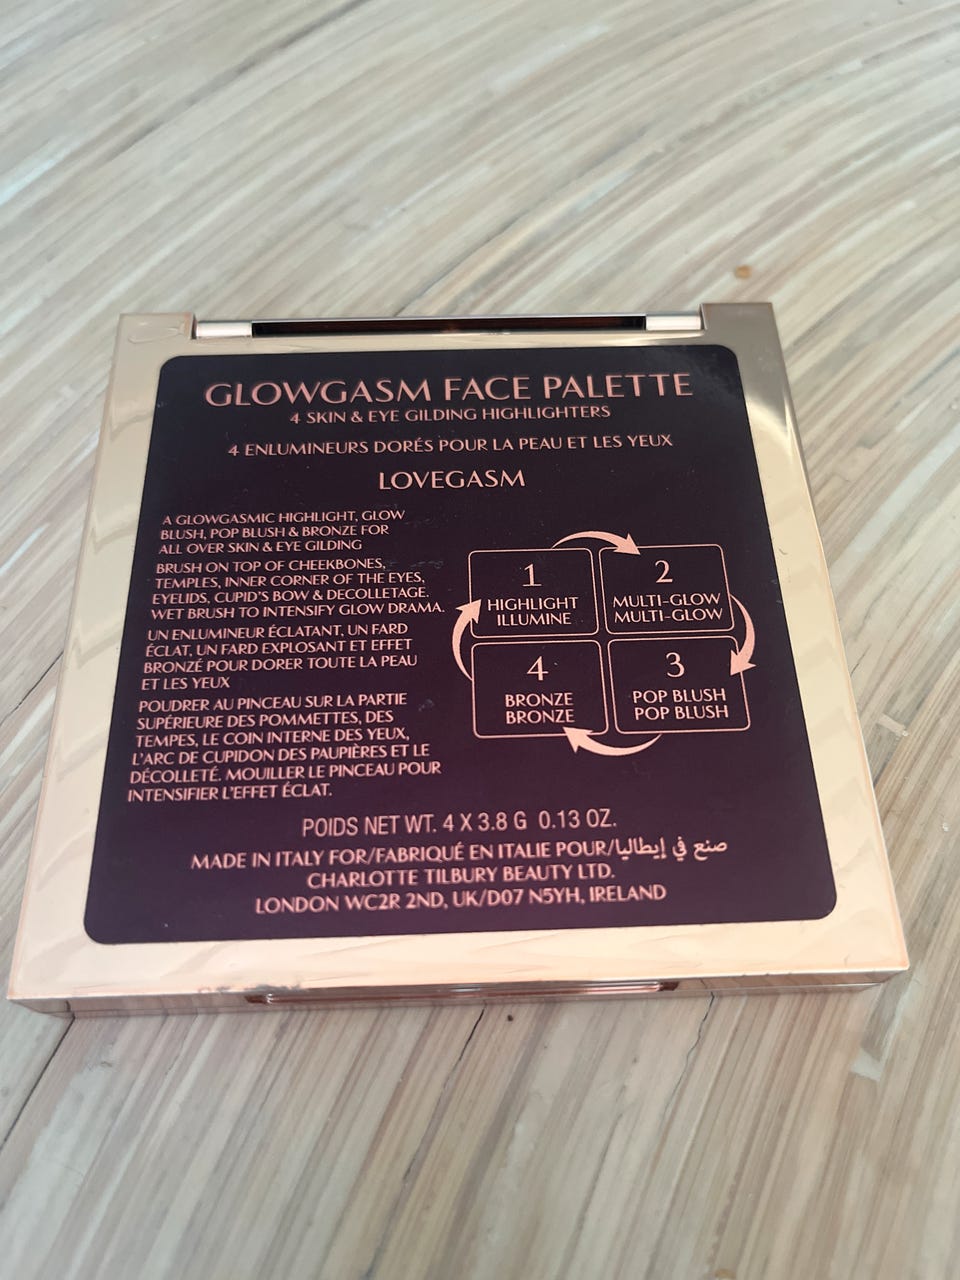 GLOWGASM FACE PALETTE
4 SKIN & EYE GILDING HIGHLIGHTERS
4 ENLUMINEURS DORÉS POUR LA PEAU ET LES YEUX
LOVEGASM
A GLOWGASMIC HIGHLIGHT, GLOW
BLUSH, POP BLUSH & BRONZE FOR
ALL OVER SKIN & EYE GILDING
BRUSH ON TOP OF CHEEKBONES,
TEMPLES, INNER CORNER OF THE EYES,
EYELIDS, CUPID'S BOW & DECOLLETAGE.
WET BRUSH TO INTENSIFY GLOW DRAMA.
UN ENLUMINEUR ÉCLATANT, UN FARD
ÉCLAT, UN FARD EXPLOSANT ET EFFET
BRONZÉ POUR DORER TOUTE LA PEAU
ET LES YEUX
POUDRER AU PINCEAU SUR LA PARTIE
SUPÉRIEURE DES POMMETTES, DES
TEMPES, LE COIN INTERNE DES YEUX,
L'ARC DE CUPIDON DES PAUPIÈRES ET LE
DÉCOLLETÉ. MOUILLER LE PINCEAU POUR
INTENSIFIER L'EFFET ÉCLAT.
1
HIGHLIGHT
ILLUMINE
2
MULTI-GLOW
MULTI-GLOW
4
BRONZE
BRONZE
3
POP BLUSH
POP BLUSH
POIDS NET WT. 4 X 3.8 G 0.13 OZ.
MADE IN ITALY FOR/FABRIQUÉ EN ITALIE POUR/صنع في إيطاليا
CHARLOTTE TILBURY BEAUTY LTD.
LONDON WC2R 2ND, UK/D07 N5YH, IRELAND